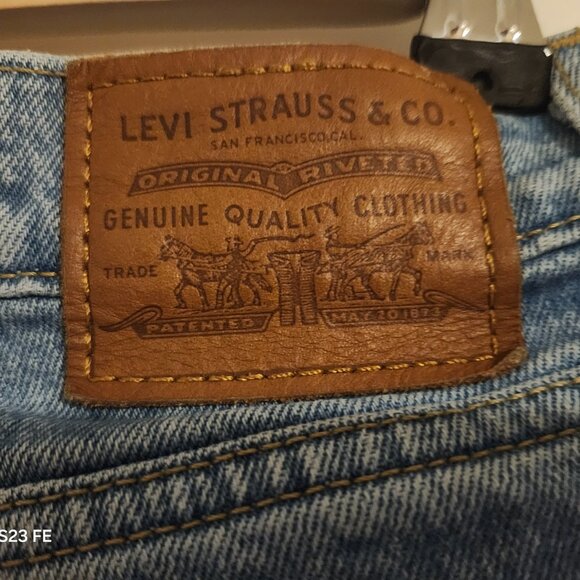 LEVI STRAUSS & CO.
SAN FRANCISCO, CAL.
ORIGINAL RIVETED
GENUINE QUALITY CLOTHING
TRADE MARK
PATENTED MAY 20 1873
S23 FE